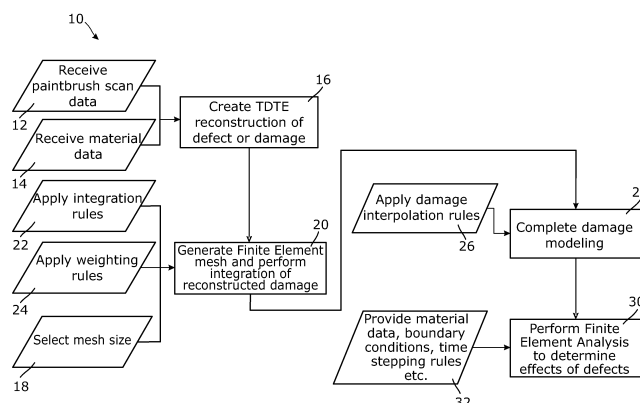 10
Receive
paintbrush scan
data
12
Receive material
data
14
16
Create TDTE
reconstruction of
defect or damage
Apply integration
rules
22
Apply weighting
rules
24
Select mesh size
18
20
Generate Finite Element
mesh and perform
integration of
reconstructed damage
Apply damage
interpolation rules
26
Complete damage
modeling
Provide material
data, boundary
conditions, time
stepping rules
etc.
32
30
Perform Finite
Element Analysis
to determine
effects of defects